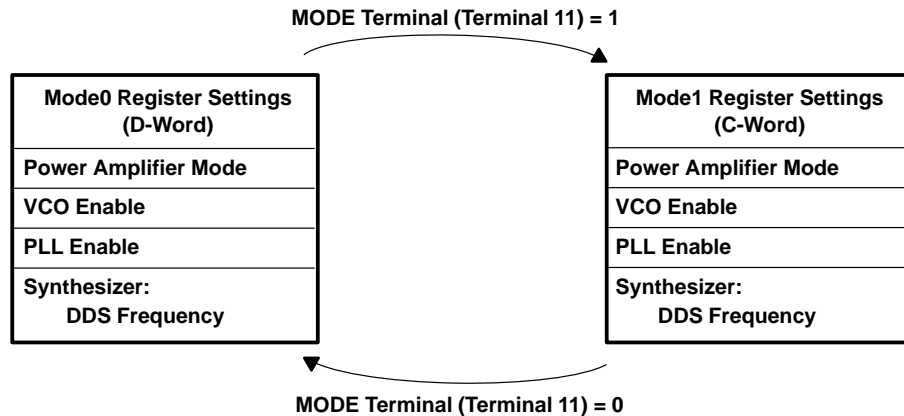 MODE Terminal (Terminal 11) = 1
Mode0 Register Settings
(D-Word)
Power Amplifier Mode
VCO Enable
PLL Enable
Synthesizer:
DDS Frequency
Mode1 Register Settings
(C-Word)
Power Amplifier Mode
VCO Enable
PLL Enable
Synthesizer:
DDS Frequency
MODE Terminal (Terminal 11) = 0